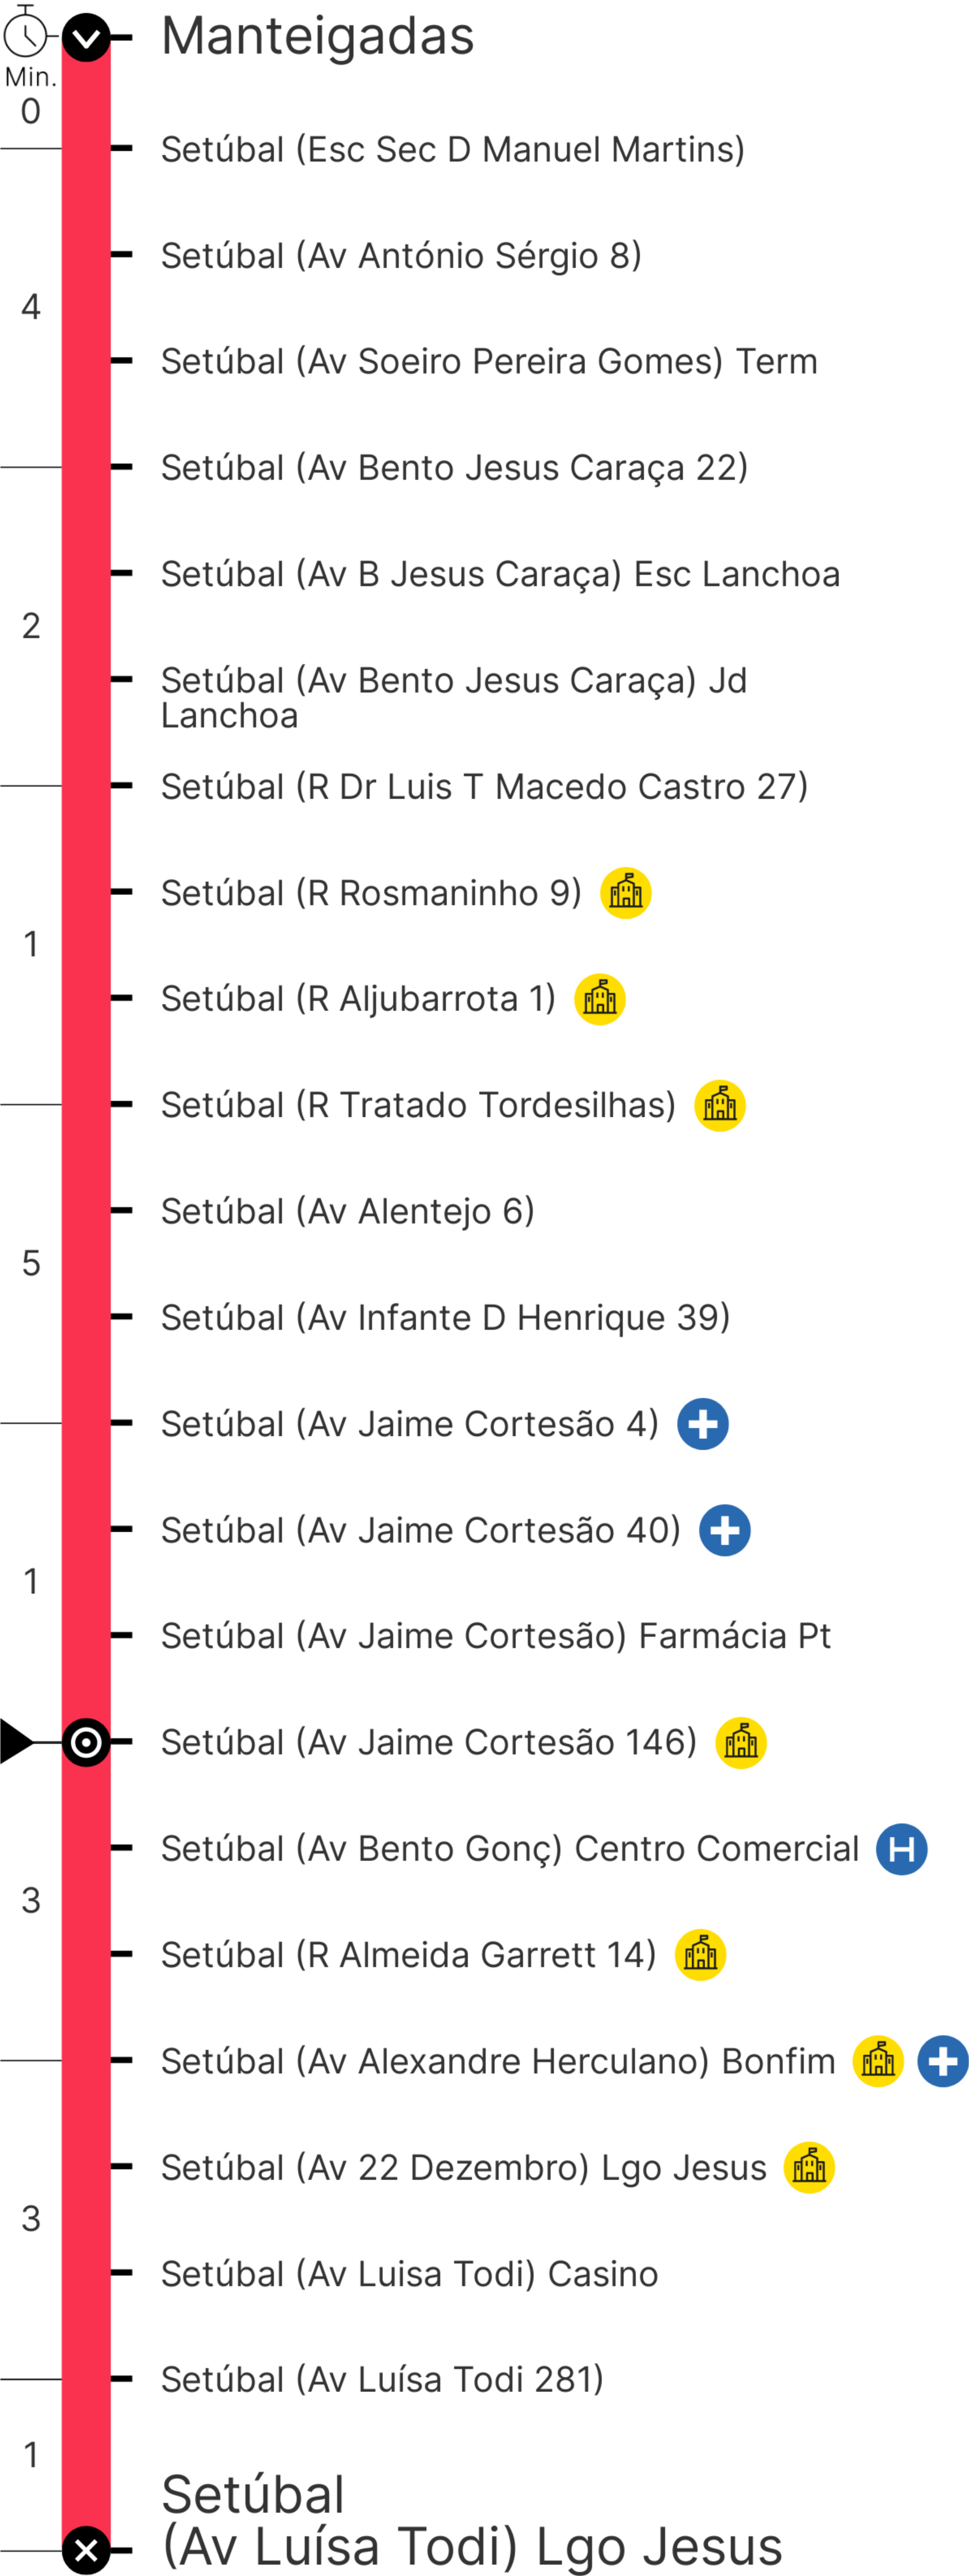 Manteigadas
Min.
0
Setúbal (Esc Sec D Manuel Martins)
Setúbal (Av António Sérgio 8)
4
Setúbal (Av Soeiro Pereira Gomes) Term
Setúbal (Av Bento Jesus Caraça 22)
Setúbal (Av B Jesus Caraça) Esc Lanchoa
2
Setúbal (Av Bento Jesus Caraça) Jd
Lanchoa
Setúbal (R Dr Luis T Macedo Castro 27)
Setúbal (R Rosmaninho 9)
1
Setúbal (R Aljubarrota 1)
Setúbal (R Tratado Tordesilhas)
Setúbal (Av Alentejo 6)
5
Setúbal (Av Infante D Henrique 39)
Setúbal (Av Jaime Cortesão 4)
Setúbal (Av Jaime Cortesão 40)
1
Setúbal (Av Jaime Cortesão) Farmácia Pt
Setúbal (Av Jaime Cortesão 146)
Setúbal (Av Bento Gonç) Centro Comercial H
3
Setúbal (R Almeida Garrett 14)
Setúbal (Av Alexandre Herculano) Bonfim
Setúbal (Av 22 Dezembro) Lgo Jesus
3
Setúbal (Av Luisa Todi) Casino
Setúbal (Av Luísa Todi 281)
1
Setúbal
(Av Luísa Todi) Lgo Jesus